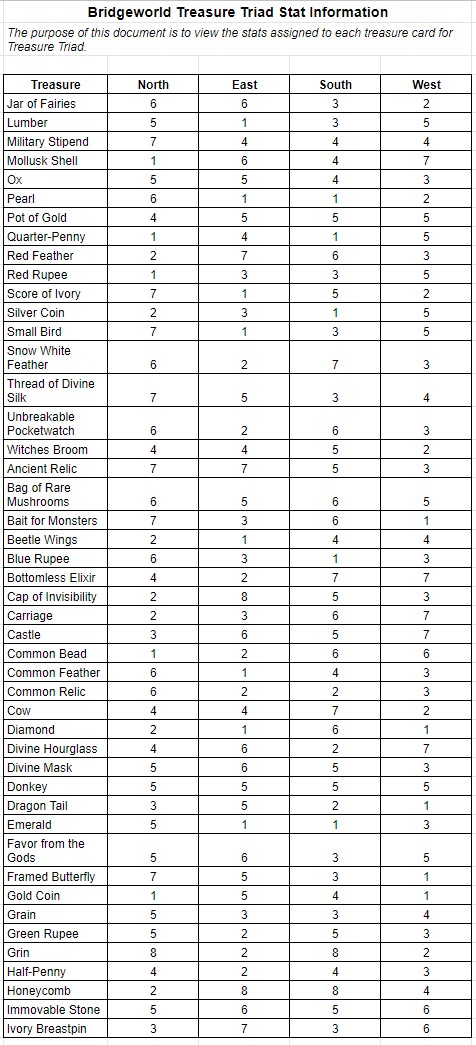 Bridgeworld Treasure Triad Stat Information
The purpose of this document is to view the stats assigned to each treasure card for
Treasure Triad.
Treasure North East South West
Jar of Fairies 6 6 3 2
Lumber 5 1 3 5
Military Stipend 7 4 4 4
Mollusk Shell 1 6 4 7
Ox 5 5 4 3
Pearl 6 1 1 2
Pot of Gold 4 5 5 5
Quarter-Penny 1 4 1 5
Red Feather 2 7 6 3
Red Rupee 1 3 3 5
Score of Ivory 7 1 5 2
Silver Coin 2 3 1 5
Small Bird 7 1 3 5
Snow White
Feather 6 2 7 3
Thread of Divine
Silk 7 5 3 4
Unbreakable
Pocketwatch 6 2 6 3
Witches Broom 4 4 5 2
Ancient Relic 7 7 5 3
Bag of Rare
Mushrooms 6 5 6 5
Bait for Monsters 7 3 6 1
Beetle Wings 2 1 4 4
Blue Rupee 6 3 1 3
Bottomless Elixir 4 2 7 7
Cap of Invisibility 2 8 5 3
Carriage 2 3 6 7
Castle 3 6 5 7
Common Bead 1 2 6 6
Common Feather 6 1 4 3
Common Relic 6 2 2 3
Cow 4 4 7 2
Diamond 2 1 6 1
Divine Hourglass 4 6 2 7
Divine Mask 5 6 5 3
Donkey 5 5 5 5
Dragon Tail 3 5 2 1
Emerald 5 1 1 3
Favor from the
Gods 5 6 3 5
Framed Butterfly 7 5 3 1
Gold Coin 1 5 4 1
Grain 5 3 3 4
Green Rupee 5 2 5 3
Grin 8 2 8 2
Half-Penny 4 2 4 3
Honeycomb 2 8 8 4
Immovable Stone 5 6 5 6
Ivory Breastpin 3 7 3 6